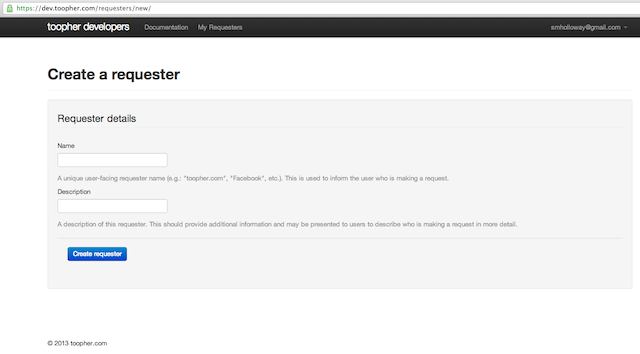 https://dev.toopher.com/requesters/new/
toopher developers Documentation My Requesters smholloway@gmail.com
Create a requester
Requester details
Name
A unique user-facing requester name (e.g.: "toopher.com", "Facebook", etc.). This is used to inform the user who is making a request.
Description
A description of this requester. This should provide additional information and may be presented to users to describe who is making a request in more detail.
Create requester
© 2013 toopher.com